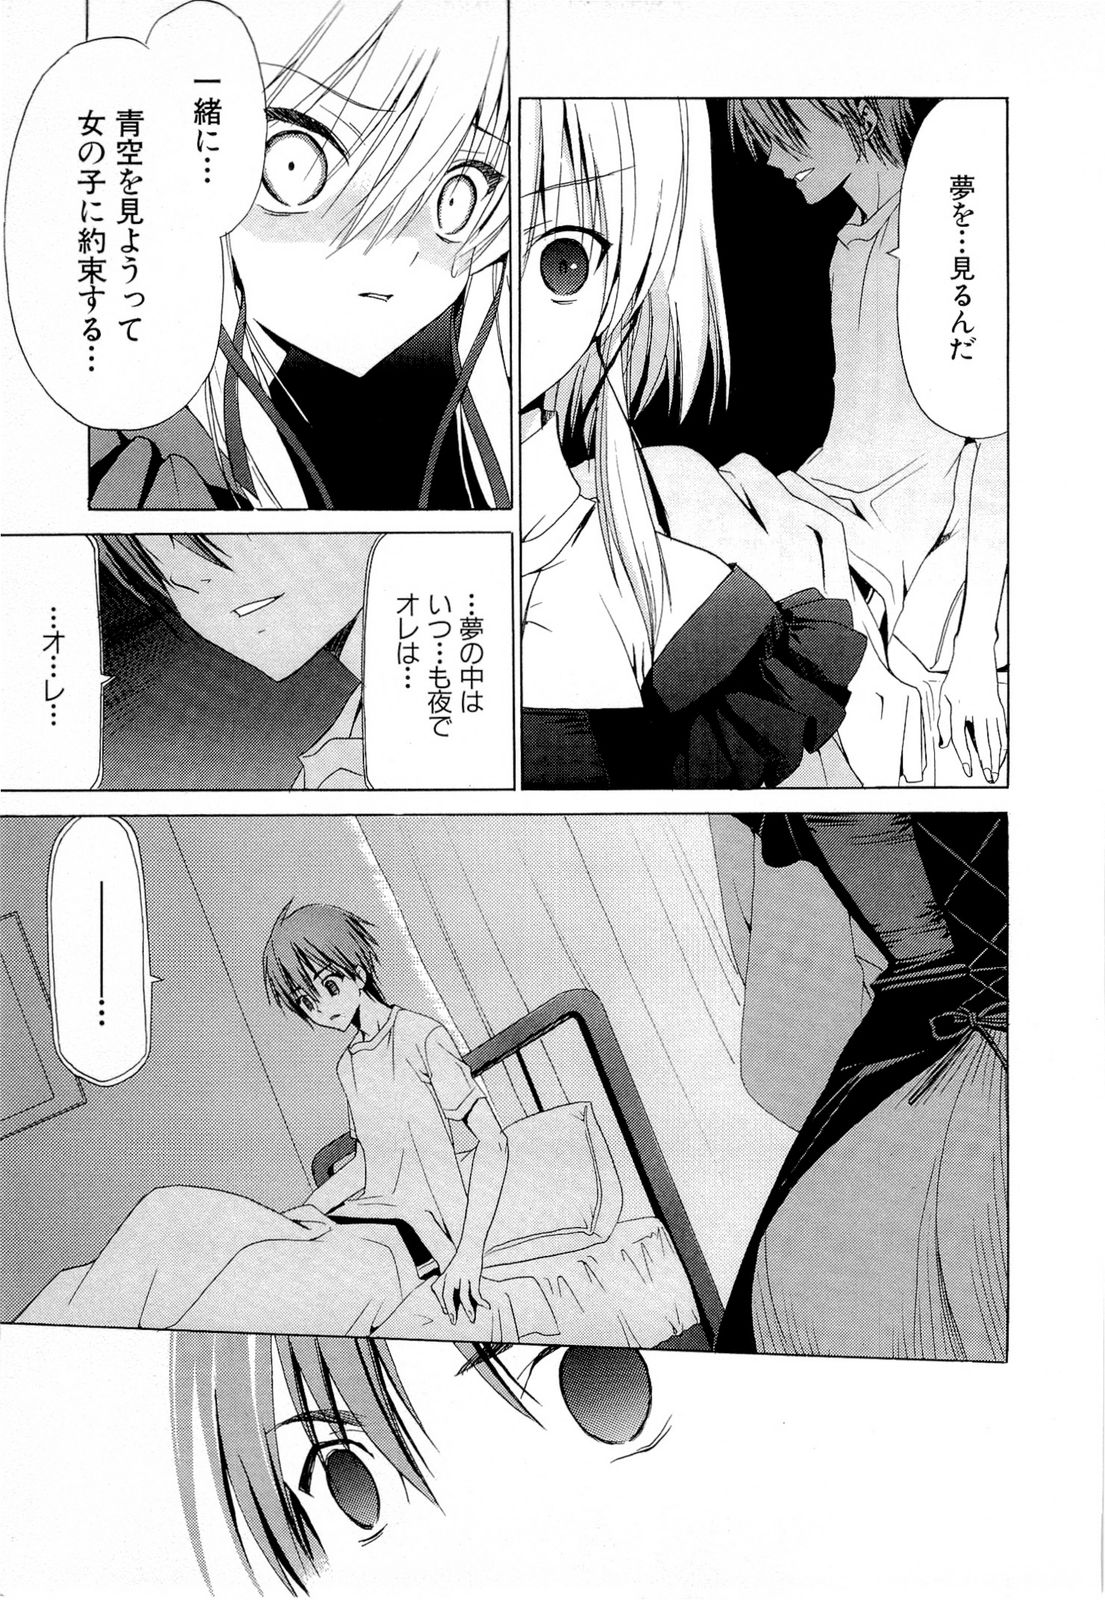 夢を…見るんだ
…夢の中は
いつ…も夜で
オレは…
一緒に…
青空を見ようって
女の子に約束する…
…オ…レ…
――…